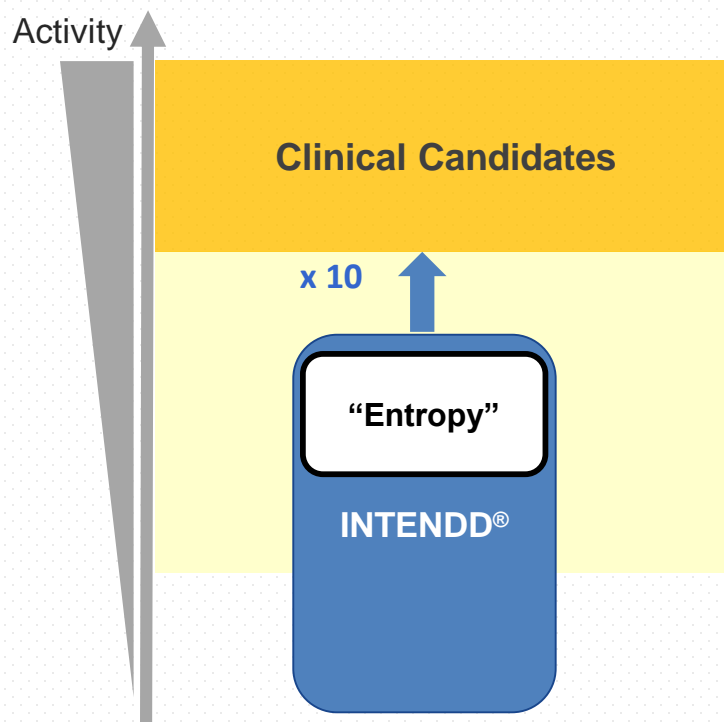 Activity
Clinical Candidates
x 10
“Entropy”
INTENDD®